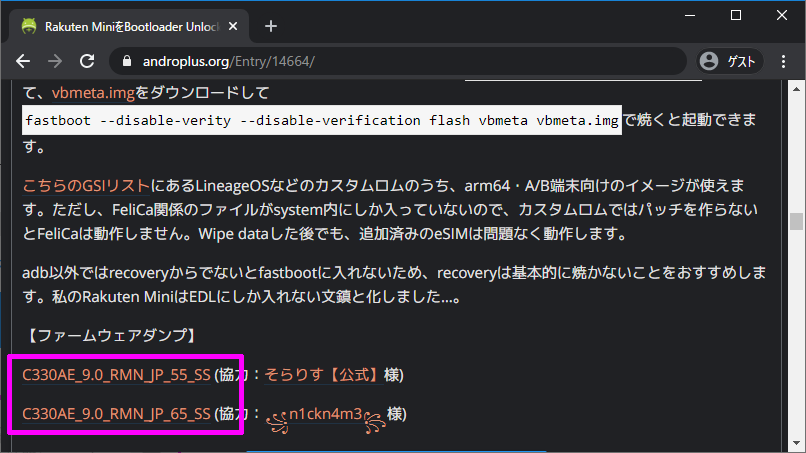 Rakuten MiniをBootloader Unloc
andropplus.org/Entry/14664/
ゲスト
て、vbmeta.imgをダウンロードして
fastboot --disable-verity --disable-verification flash vbmeta vbmeta.imgで焼くと起動できま
す。
こちらのGSIリストにあるLineageOSなどのカスタムロムのうち、arm64・A/B端末向けのイメージが使えま
す。ただし、FeliCa関係のファイルがsystem内にしか入っていないので、カスタムロムではパッチを作らない
とFeliCaは動作しません。Wipe dataした後でも、追加済みのeSIMは問題なく動作します。
adb以外ではrecoveryからでないとfastbootに入れないため、recoveryは基本的に焼かないことをおすすめしま
す。私のRakuten MiniはEDLにしか入れない文鎮と化しました…。
【ファームウェアダンプ】
C330AE_9.0_RMN_JP_55_SS (協力：そらりす【公式】様)
C330AE_9.0_RMN_JP_65_SS (協力：꧁n1ckn4m3꧂様)